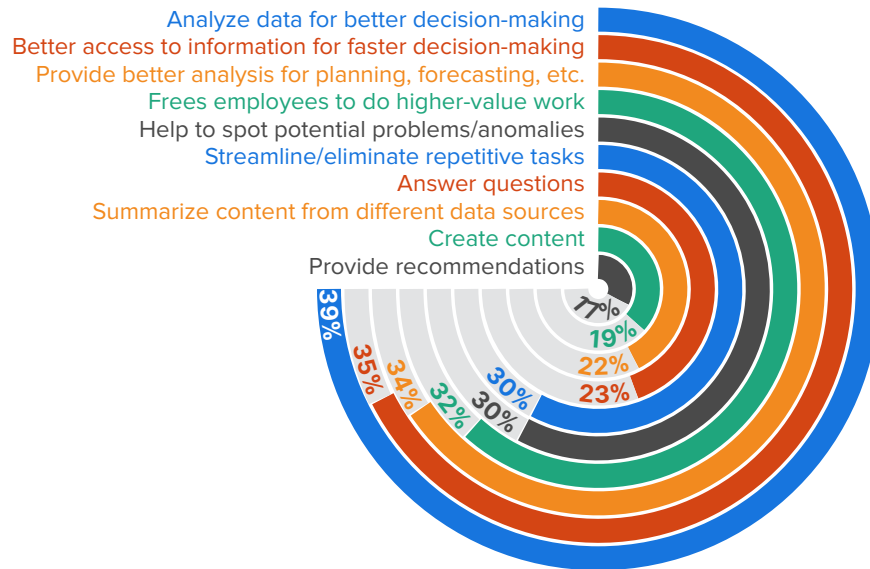 Analyze data for better decision-making
Better access to information for faster decision-making
Provide better analysis for planning, forecasting, etc.
Frees employees to do higher-value work
Help to spot potential problems/anomalies
Streamline/eliminate repetitive tasks
Answer questions
Summarize content from different data sources
Create content
Provide recommendations
39%
35%
34%
32%
30%
30%
23%
22%
19%
17%